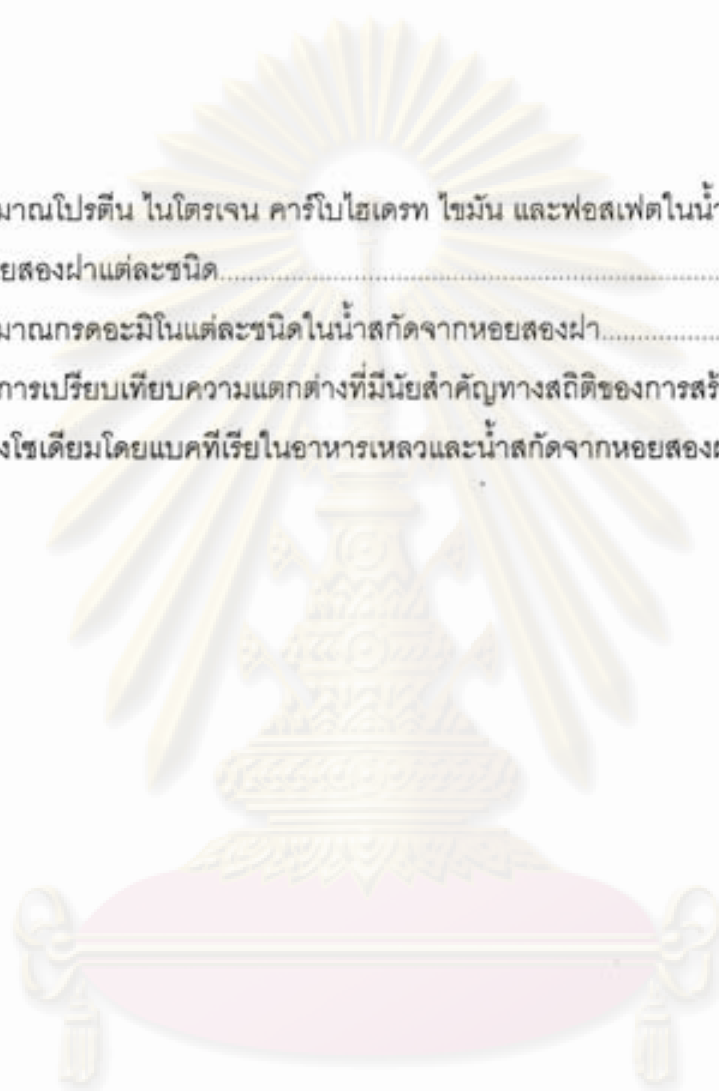 มาณโปรตีน ไนโตรเจน คาร์โบไฮเดรท ไขมัน และฟอสเฟตในน้ำ
ยสองฝาแต่ละชนิด
มาณกรดอะมิโนแต่ละชนิดในน้ำสกัดจากหอยสองฝา
การเปรียบเทียบความแตกต่างที่มีนัยสำคัญทางสถิติของการสร้
งโซเดียมโดยแบคทีเรียในอาหารเหลวและน้ำสกัดจากหอยสองฝ